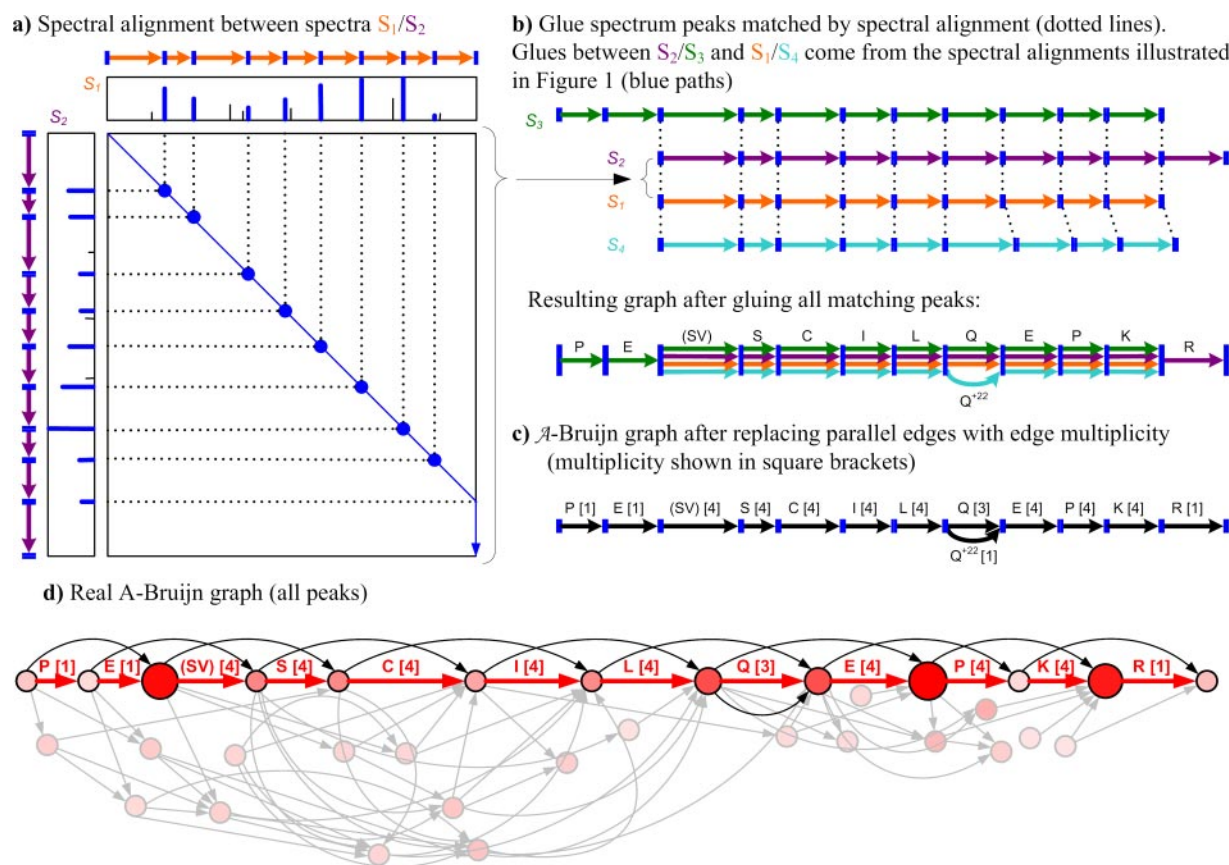 a) Spectral alignment between spectra S1/S2
S1
S2
b) Glue spectrum peaks matched by spectral alignment (dotted lines).
Glues between S2/S3 and S1/S4 come from the spectral alignments illustrated
in Figure 1 (blue paths)
S3
S2
S1
S4
Resulting graph after gluing all matching peaks:
P E (SV) S C I L Q E P K R
Q+22
c) A-Bruijn graph after replacing parallel edges with edge multiplicity
(multiplicity shown in square brackets)
P [1] E [1] (SV) [4] S [4] C [4] I [4] L [4] Q [3] E [4] P [4] K [4] R [1]
Q+22 [1]
d) Real A-Bruijn graph (all peaks)
P [1] E [1] (SV) [4] S [4] C [4] I [4] L [4] Q [3] E [4] P [4] K [4] R [1]